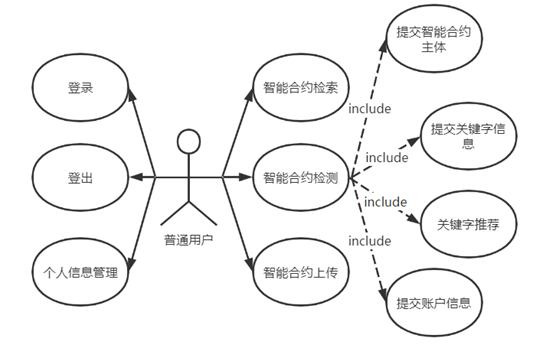 提交智能合约
主体
登录
智能合约检索
include
提交关键字信
息
include
登出
智能合约检测
include
关键字推荐
普通用户
include
个人信息管理
智能合约上传
提交账户信息